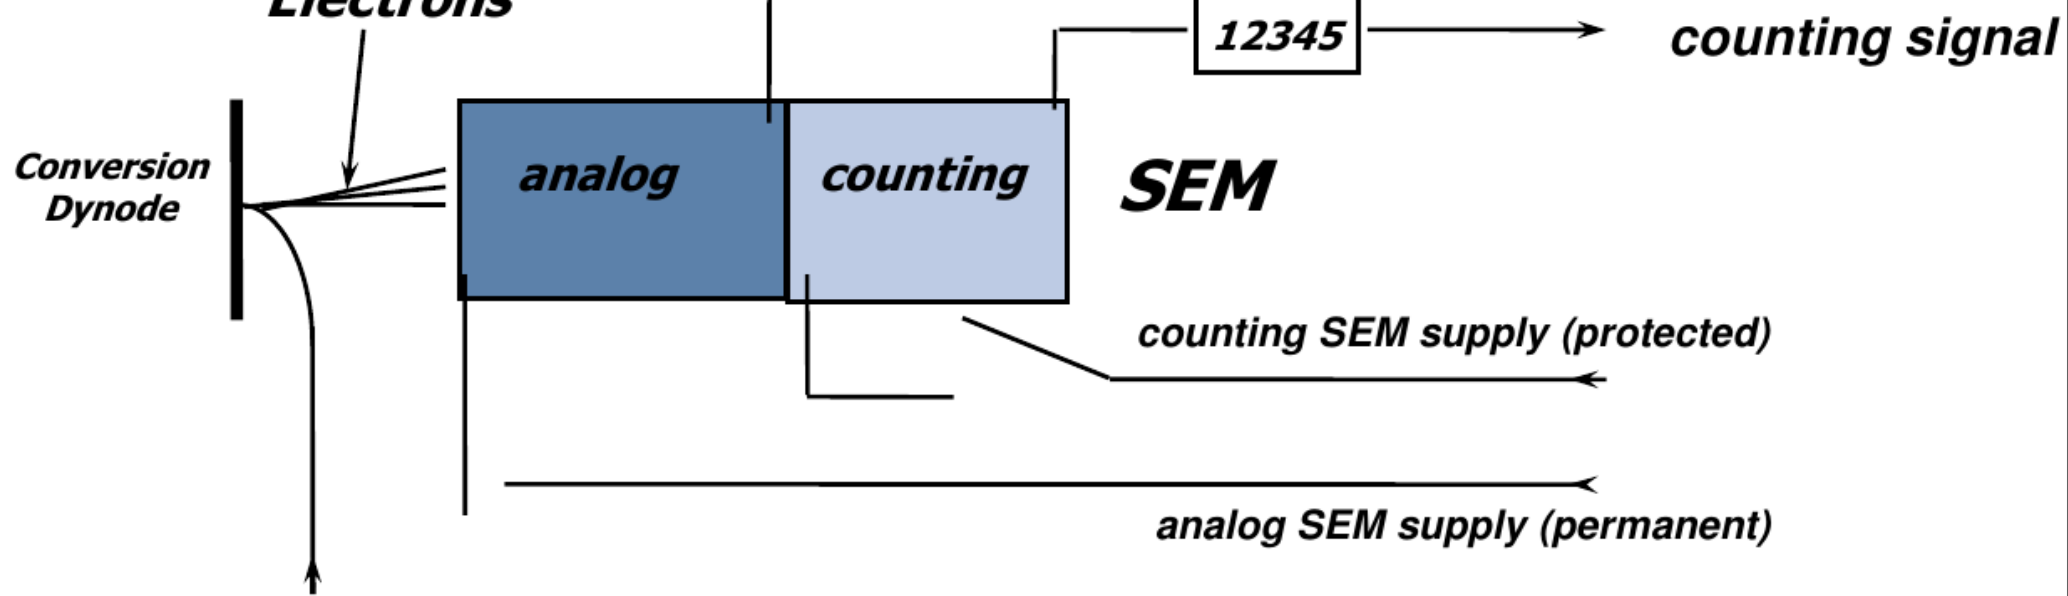 Electrons
12345
counting signal
Conversion
Dynode
analog
counting
SEM
counting SEM supply (protected)
analog SEM supply (permanent)